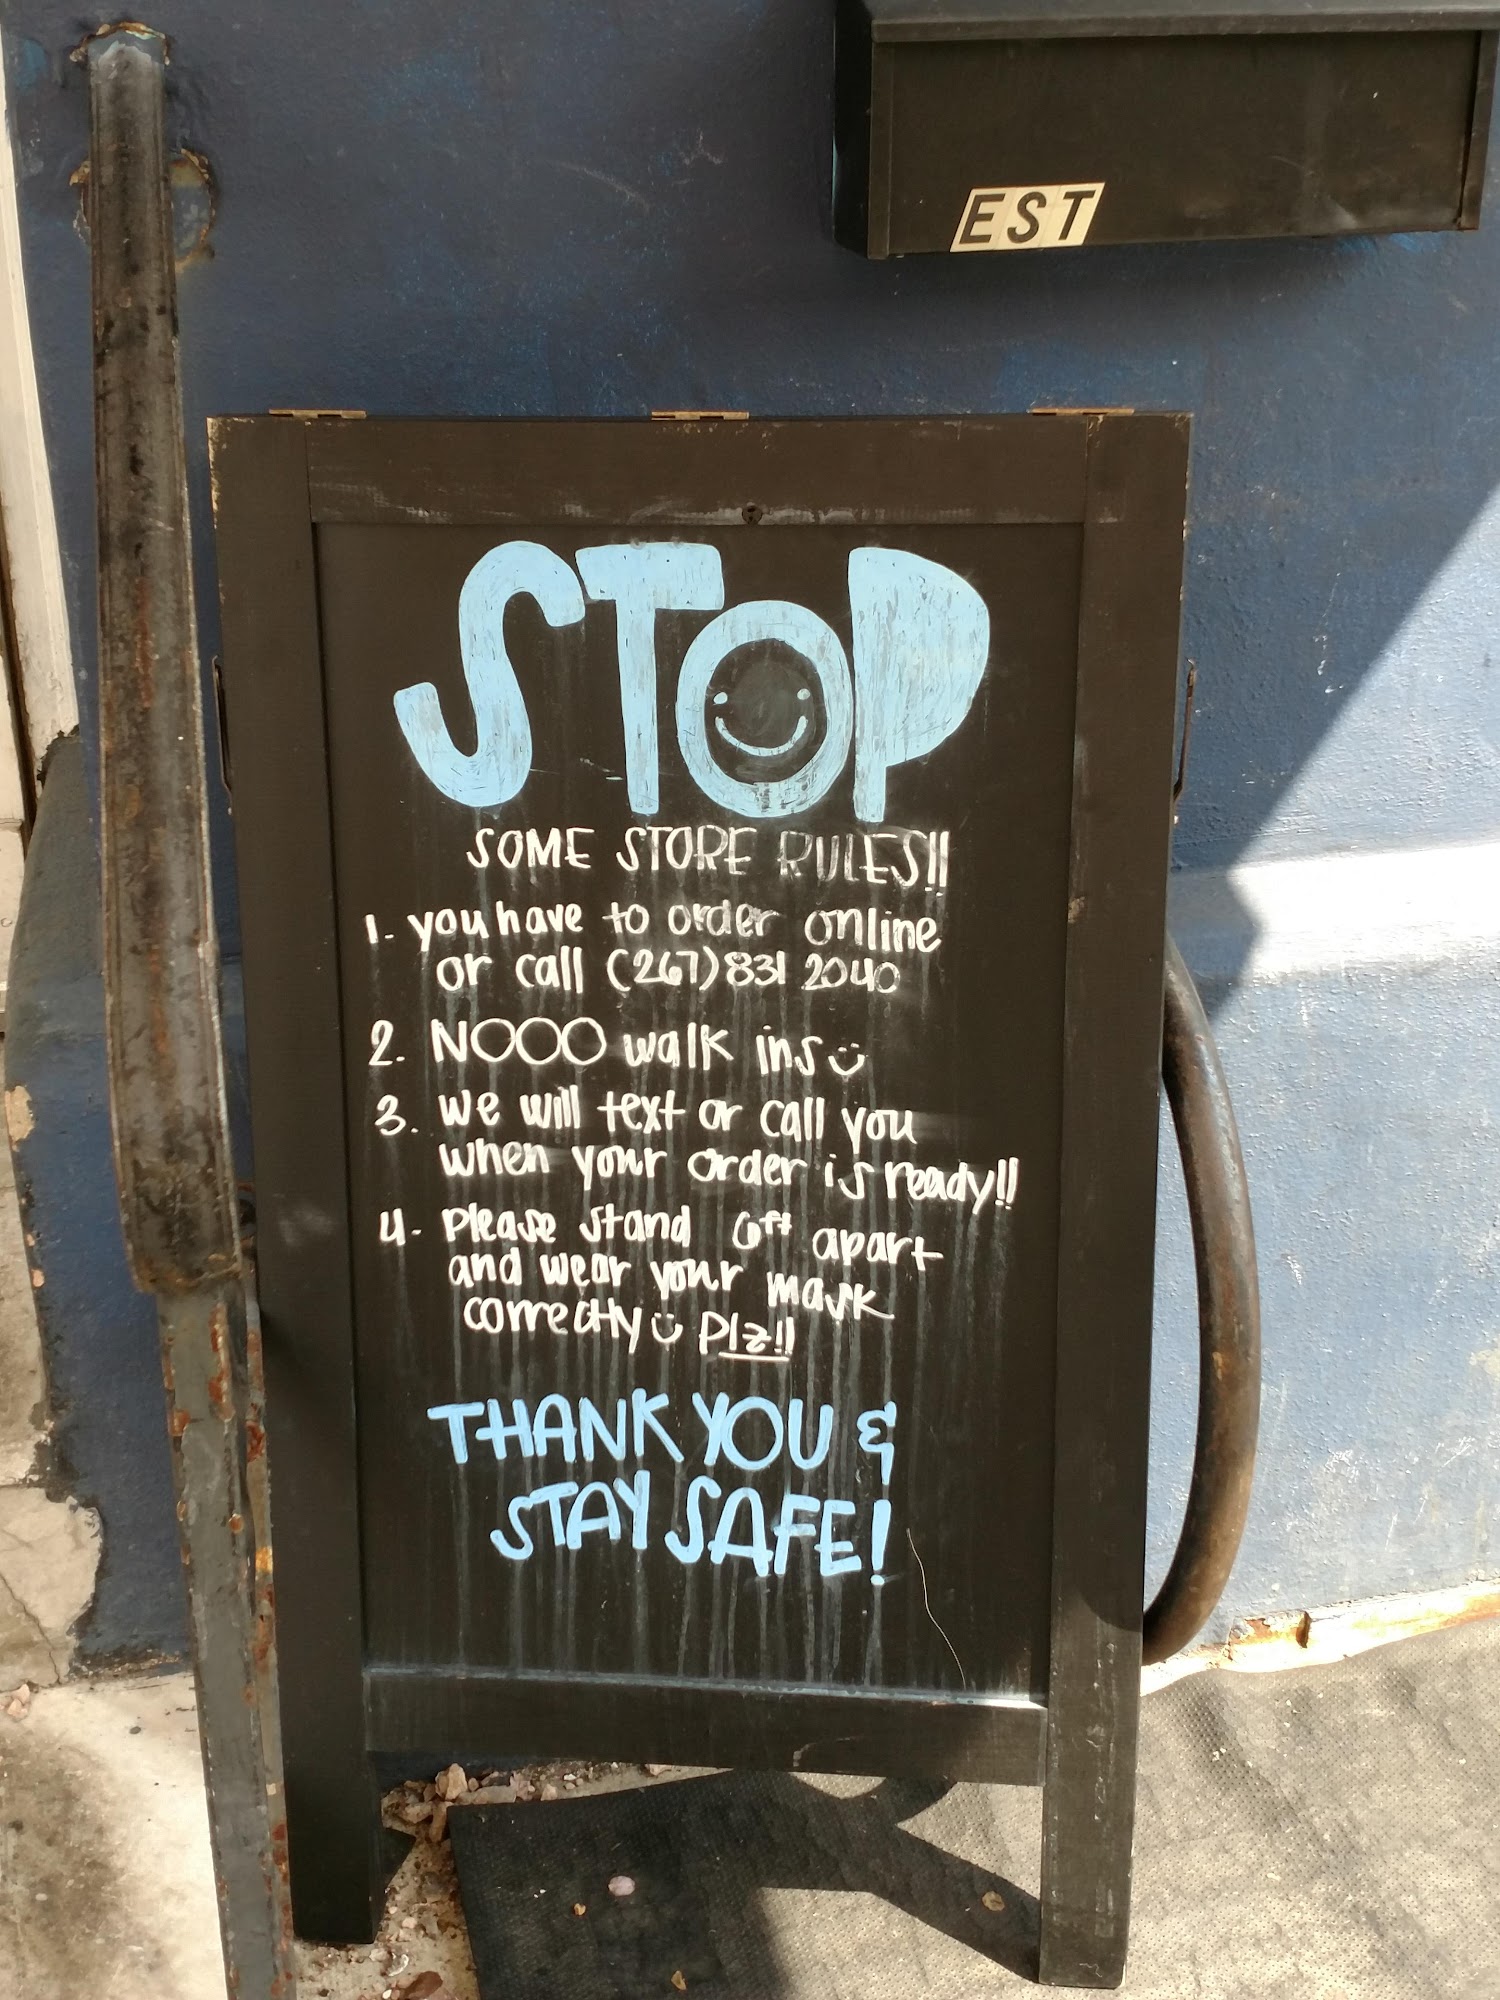 EST
STOP
SOME STORE RULES!!
1. you have to order online
or call (267) 831 2040
2. NOOO walk ins
3. we will text or call you
when your order is ready!!
4. Please stand 6ft apart
and wear your mask
correctly plz!!
THANK YOU &
STAY SAFE!